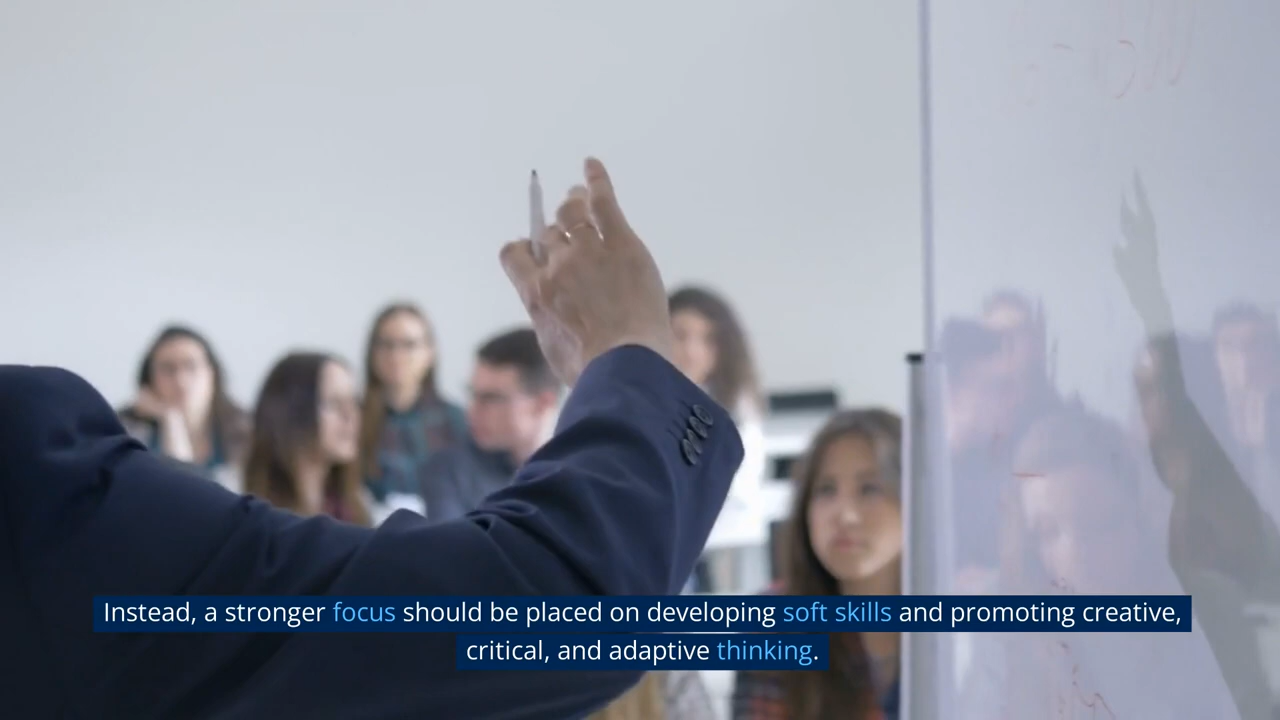 Instead, a stronger focus should be placed on developing soft skills and promoting creative,
critical, and adaptive thinking.